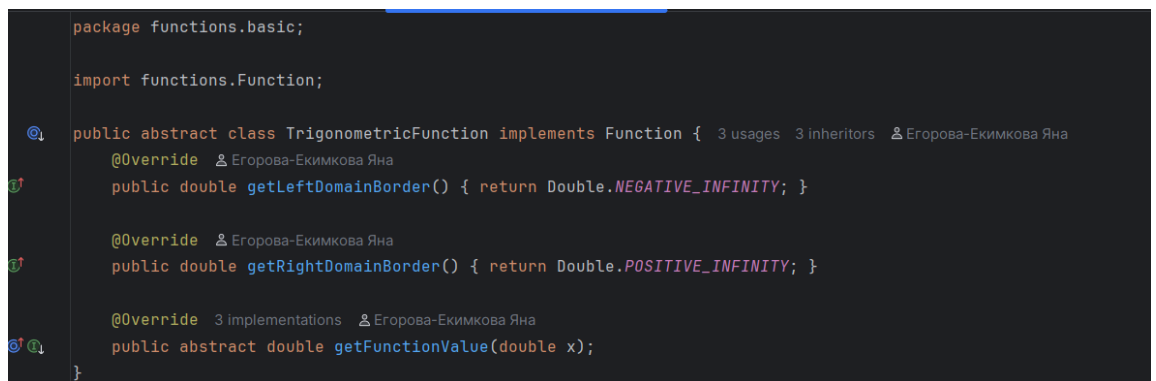 package functions.basic;
import functions.Function;
public abstract class TrigonometricFunction implements Function { 3 usages 3 inheritors Егорова-Екимкова Яна
@Override Егорова-Екимкова Яна
public double getLeftDomainBorder() { return Double.NEGATIVE_INFINITY; }
@Override Егорова-Екимкова Яна
public double getRightDomainBorder() { return Double.POSITIVE_INFINITY; }
@Override 3 implementations Егорова-Екимкова Яна
public abstract double getFunctionValue(double x);
}